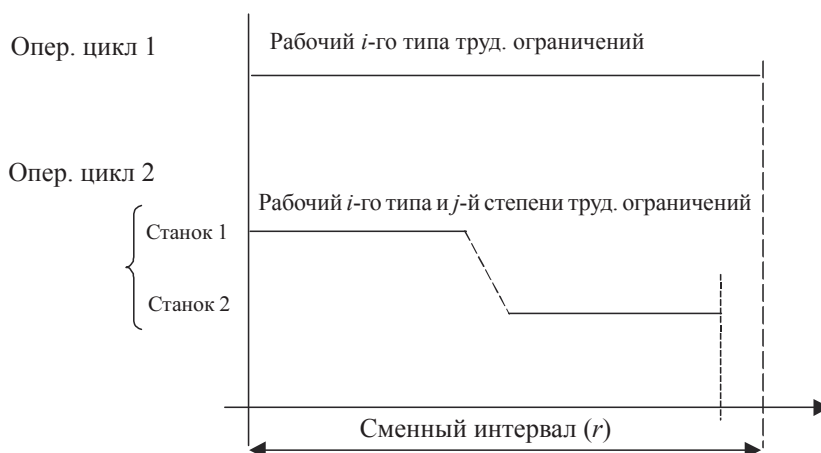 Опер. цикл 1
Рабочий i-го типа труд. ограничений
Опер. цикл 2
Рабочий i-го типа и j-й степени труд. ограничений
Станок 1
Станок 2
Сменный интервал (r)